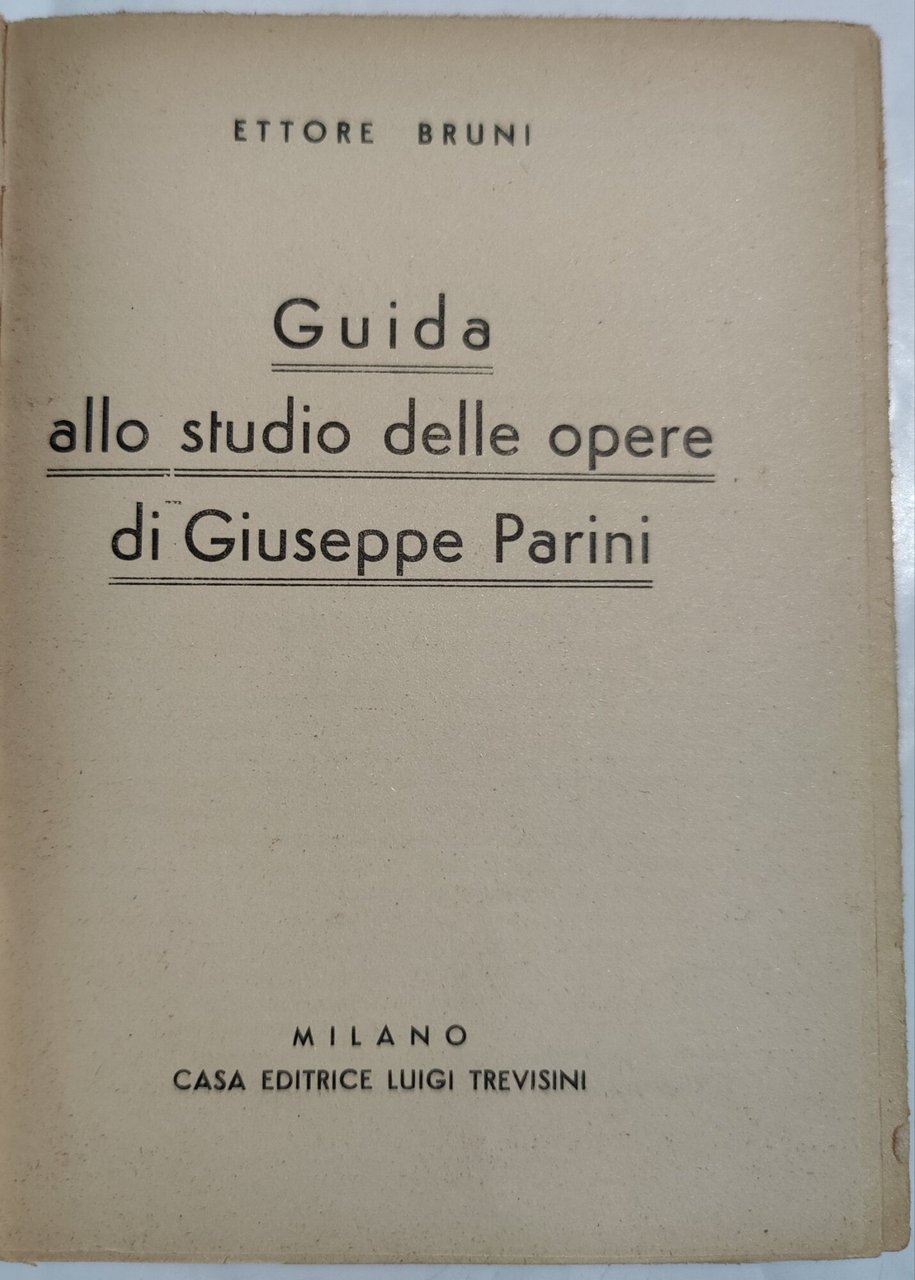 ETTORE BRUNI
Guida
allo studio delle opere
di Giuseppe Parini
MILANO
CASA EDITRICE LUIGI TREVISINI